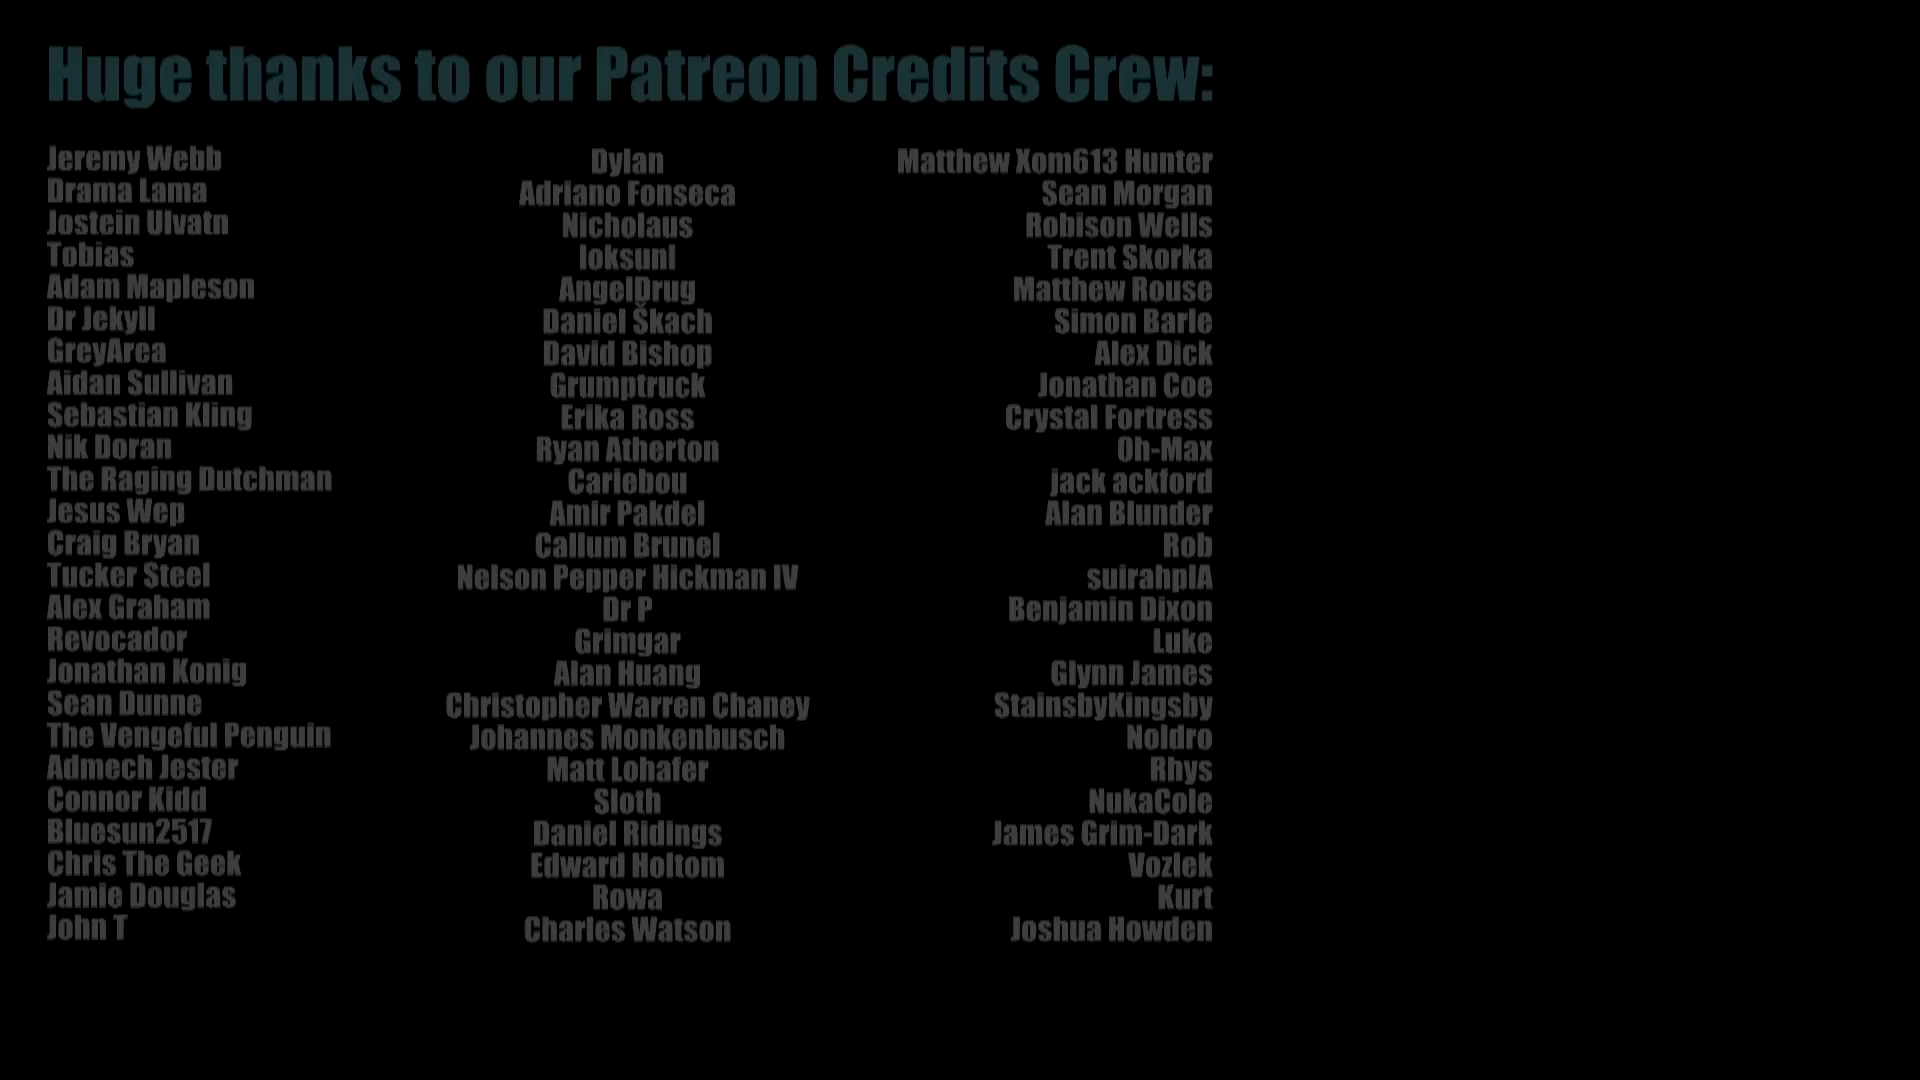 Huge thanks to our Patreon Credits Crew:
Jeremy Webb
Drama Lama
Jostein Ulvatn
Tobias
Adam Mapleson
Dr Jekyll
GreyArea
Aidan Sullivan
Sebastian Kling
Nik Doran
The Raging Dutchman
Jesus Wep
Craig Bryan
Tucker Steel
Alex Graham
Revocador
Jonathan Konig
Sean Dunne
The Vengeful Penguin
Admech Jester
Connor Kidd
Bluesun2517
Chris The Geek
Jamie Douglas
John T
Dylan
Adriano Fonseca
Nicholaus
loksunl
AngelDrug
Daniel Škach
David Bishop
Grumptruck
Erika Ross
Ryan Atherton
Cariebou
Amir Pakdel
Callum Brunel
Nelson Pepper Hickman IV
Dr P
Grimgar
Alan Huang
Christopher Warren Chaney
Johannes Monkenbusch
Matt Lohafer
Sloth
Daniel Ridings
Edward Holtom
Rowa
Charles Watson
Matthew Xom613 Hunter
Sean Morgan
Robison Wells
Trent Skorka
Matthew Rouse
Simon Barle
Alex Dick
Jonathan Coe
Crystal Fortress
Oh-Max
jack ackford
Alan Blunder
Rob
suirahplA
Benjamin Dixon
Luke
Glynn James
StainsbyKingsby
Noldro
Rhys
NukaCole
James Grim-Dark
Vozlek
Kurt
Joshua Howden